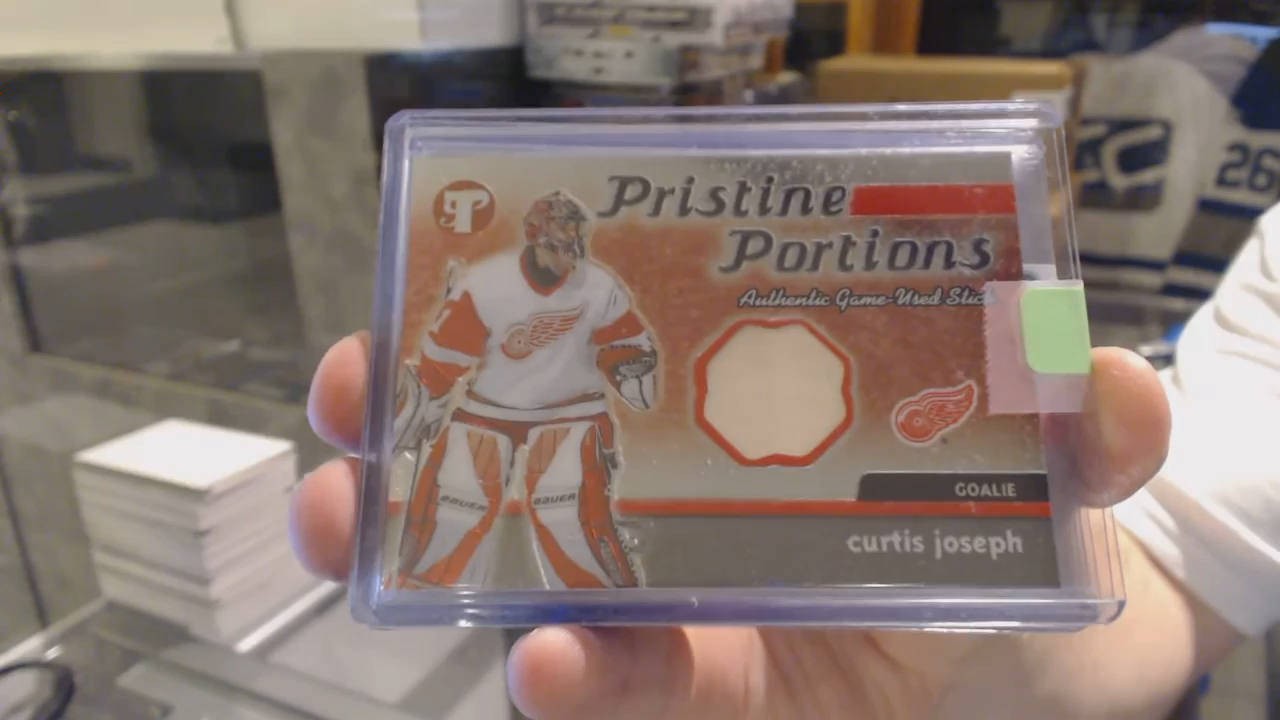 Pristine
Portions
Authentic Game-Used Stick
BAUER
BAUER
GOALIE
curtis joseph
26